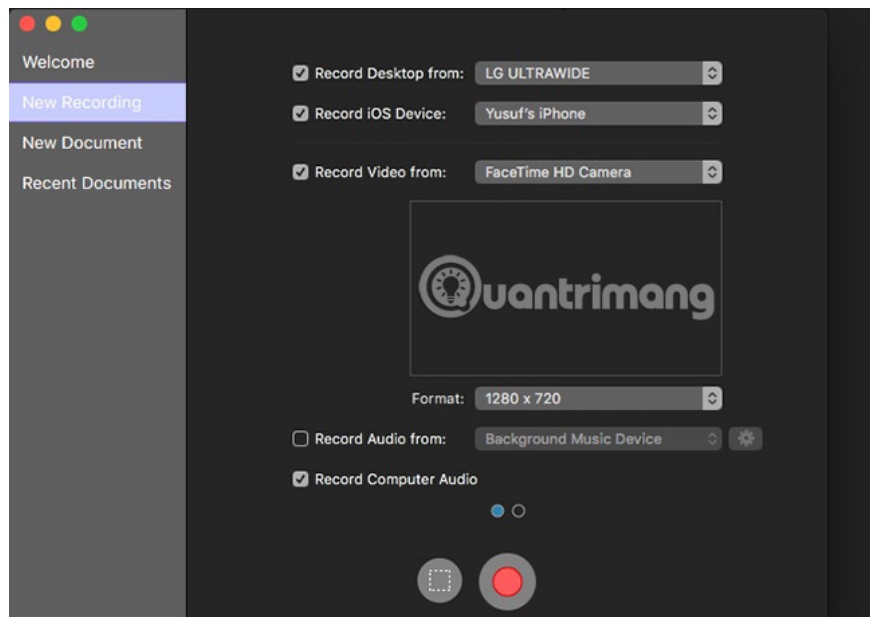 Welcome
New Recording
New Document
Recent Documents
Record Desktop from: LG ULTRAWIDE
Record iOS Device: Yusuf's iPhone
Record Video from: FaceTime HD Camera
Quantrimang
Format: 1280 x 720
Record Audio from: Background Music Device
Record Computer Audio